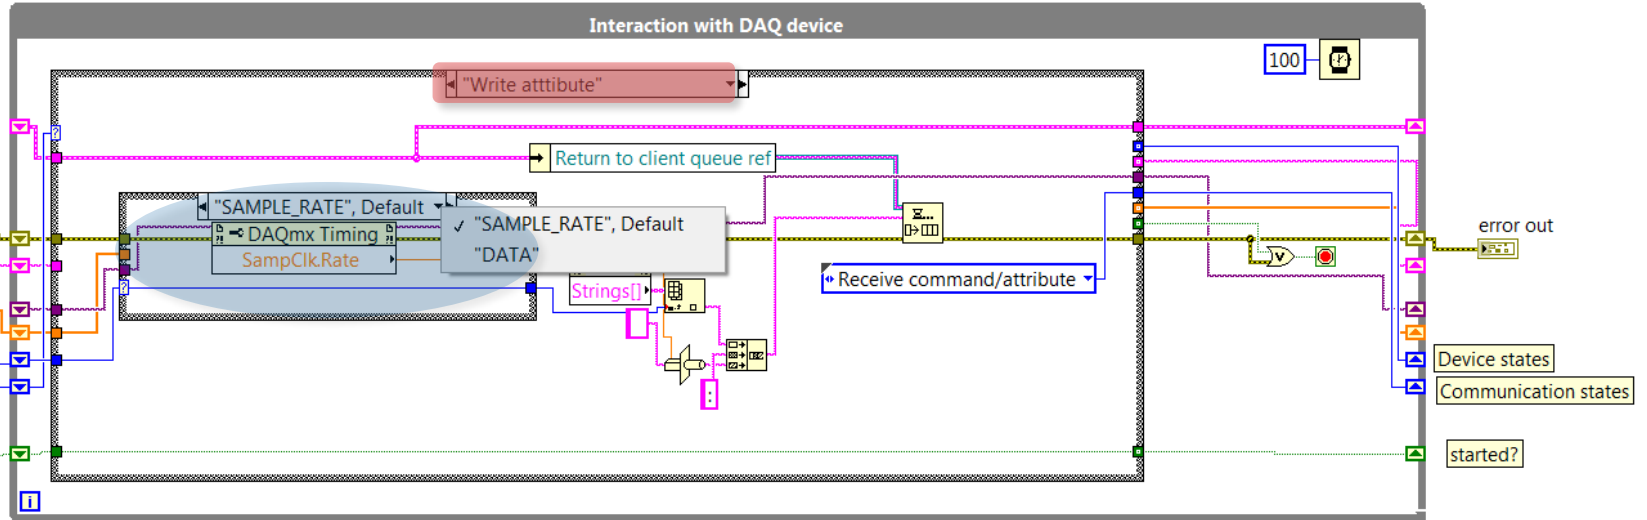 Interaction with DAQ device
100
"Write atttibute"
?
Return to client queue ref
"SAMPLE_RATE", Default
"SAMPLE_RATE", Default
DAQmx Timing
"DATA"
SampClk.Rate
error out
V
?
Receive command/attribute
Strings[]
:
Device states
Communication states
started?
i